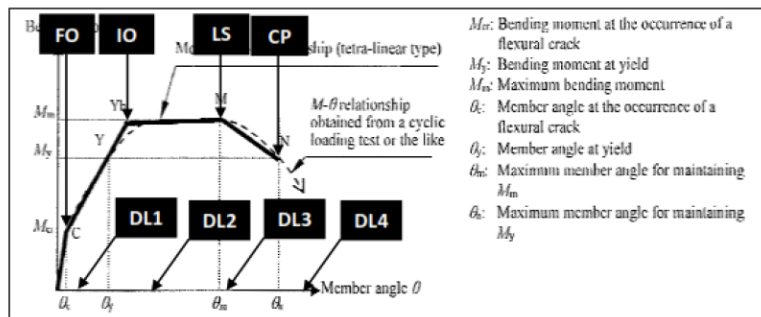 Be
FO
IO
LS
CP
Mo
ship (tetra-linear type)
M-θ relationship
obtained from a cyclic
loading test or the like
Mm
My
Mc
Y
M
N
C
DL1
DL2
DL3
DL4
Member angle θ
θc
θy
θm
θn
Mcr: Bending moment at the occurrence of a
flexural crack
My: Bending moment at yield
Mm: Maximum bending moment
θc: Member angle at the occurrence of a
flexural crack
θy: Member angle at yield
θm: Maximum member angle for maintaining
Mm
θn: Maximum member angle for maintaining
My